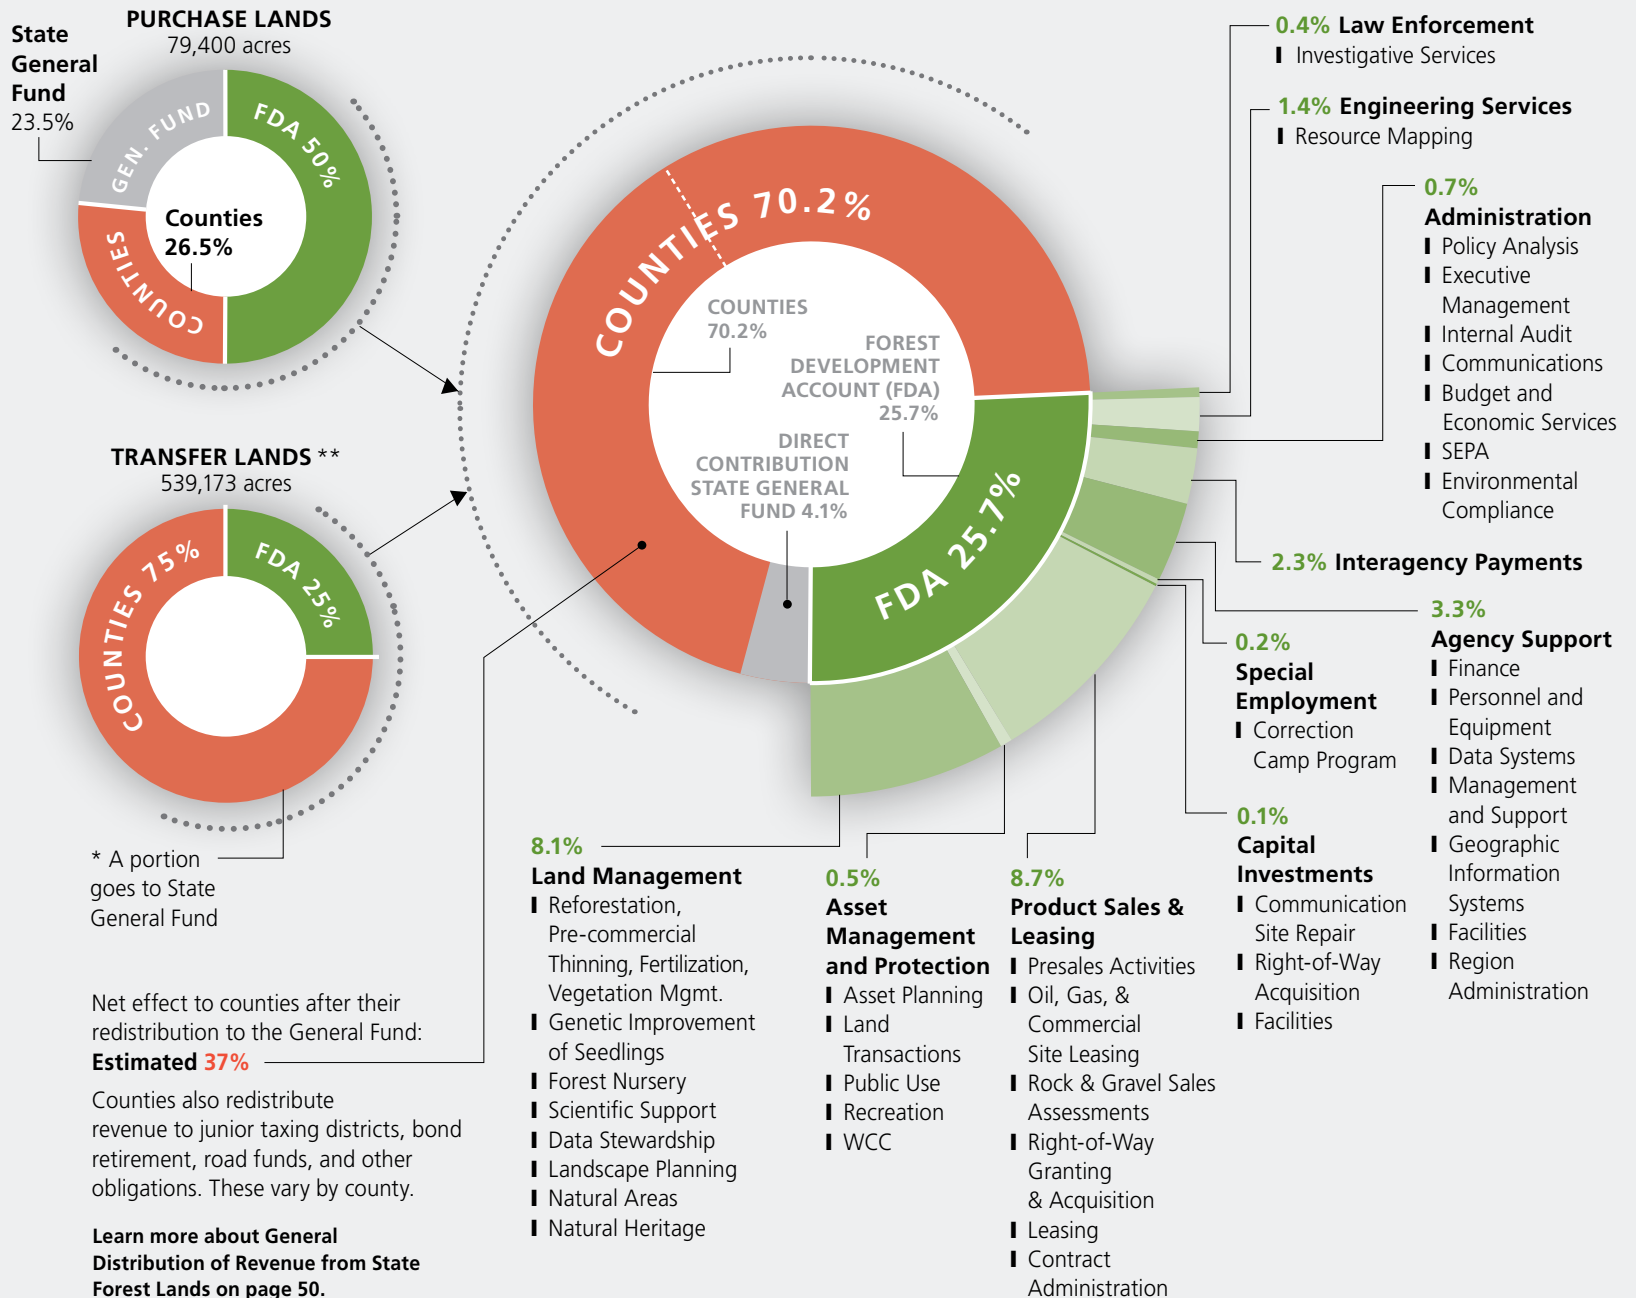 State
General
Fund
23.5%
PURCHASE LANDS
79,400 acres
GEN. FUND
FDA 50%
COUNTIES
Counties
26.5%
TRANSFER LANDS **
539,173 acres
COUNTIES 75%
FDA 25%
* A portion
goes to State
General Fund
Net effect to counties after their
redistribution to the General Fund:
Estimated 37%
Counties also redistribute
revenue to junior taxing districts, bond
retirement, road funds, and other
obligations. These vary by county.
Learn more about General
Distribution of Revenue from State
Forest Lands on page 50.
COUNTIES 70.2%
COUNTIES
70.2%
FOREST
DEVELOPMENT
ACCOUNT (FDA)
25.7%
DIRECT
CONTRIBUTION
STATE GENERAL
FUND 4.1%
FDA 25.7%
0.4% Law Enforcement
Investigative Services
1.4% Engineering Services
Resource Mapping
0.7%
Administration
Policy Analysis
Executive
Management
Internal Audit
Communications
Budget and
Economic Services
SEPA
Environmental
Compliance
2.3% Interagency Payments
3.3%
Agency Support
Finance
Personnel and
Equipment
Data Systems
Management
and Support
Geographic
Information
Systems
Facilities
Region
Administration
0.2%
Special
Employment
Correction
Camp Program
0.1%
Capital
Investments
Communication
Site Repair
Right-of-Way
Acquisition
Facilities
8.7%
Product Sales &
Leasing
Presales Activities
Oil, Gas, &
Commercial
Site Leasing
Rock & Gravel Sales
Assessments
Right-of-Way
Granting
& Acquisition
Leasing
Contract
Administration
0.5%
Asset
Management
and Protection
Asset Planning
Land
Transactions
Public Use
Recreation
WCC
8.1%
Land Management
Reforestation,
Pre-commercial
Thinning, Fertilization,
Vegetation Mgmt.
Genetic Improvement
of Seedlings
Forest Nursery
Scientific Support
Data Stewardship
Landscape Planning
Natural Areas
Natural Heritage